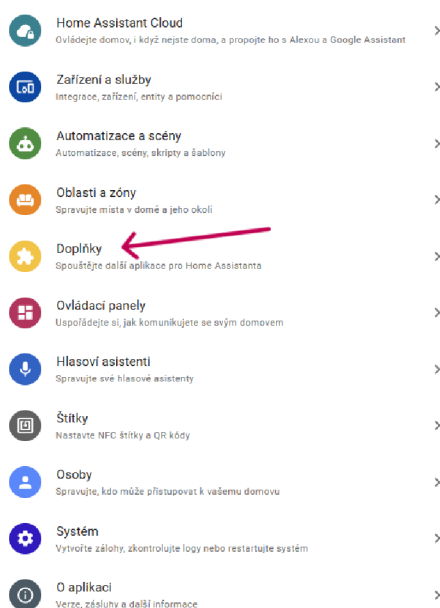 Home Assistant Cloud
Ovládejte domov, i když nejste doma, a propojte ho s Alexou a Google Assistant
Zařízení a služby
Integrace, zařízení, entity a pomocníci
Automatizace a scény
Automatizace, scény, skripty a šablony
Oblasti a zóny
Spravujte místa v domě a jeho okolí
Doplňky
Spouštějte další aplikace pro Home Assistanta
Ovládací panely
Uspořádejte si, jak komunikujete se svým domovem
Hlasoví asistenti
Spravujte své hlasové asistenty
Štítky
Nastavte NFC štítky a QR kódy
Osoby
Spravujte, kdo může přistupovat k vašemu domovu
Systém
Vytvořte zálohy, zkontrolujte logy nebo restartujte systém
O aplikaci
Verze, zásluhy a další informace